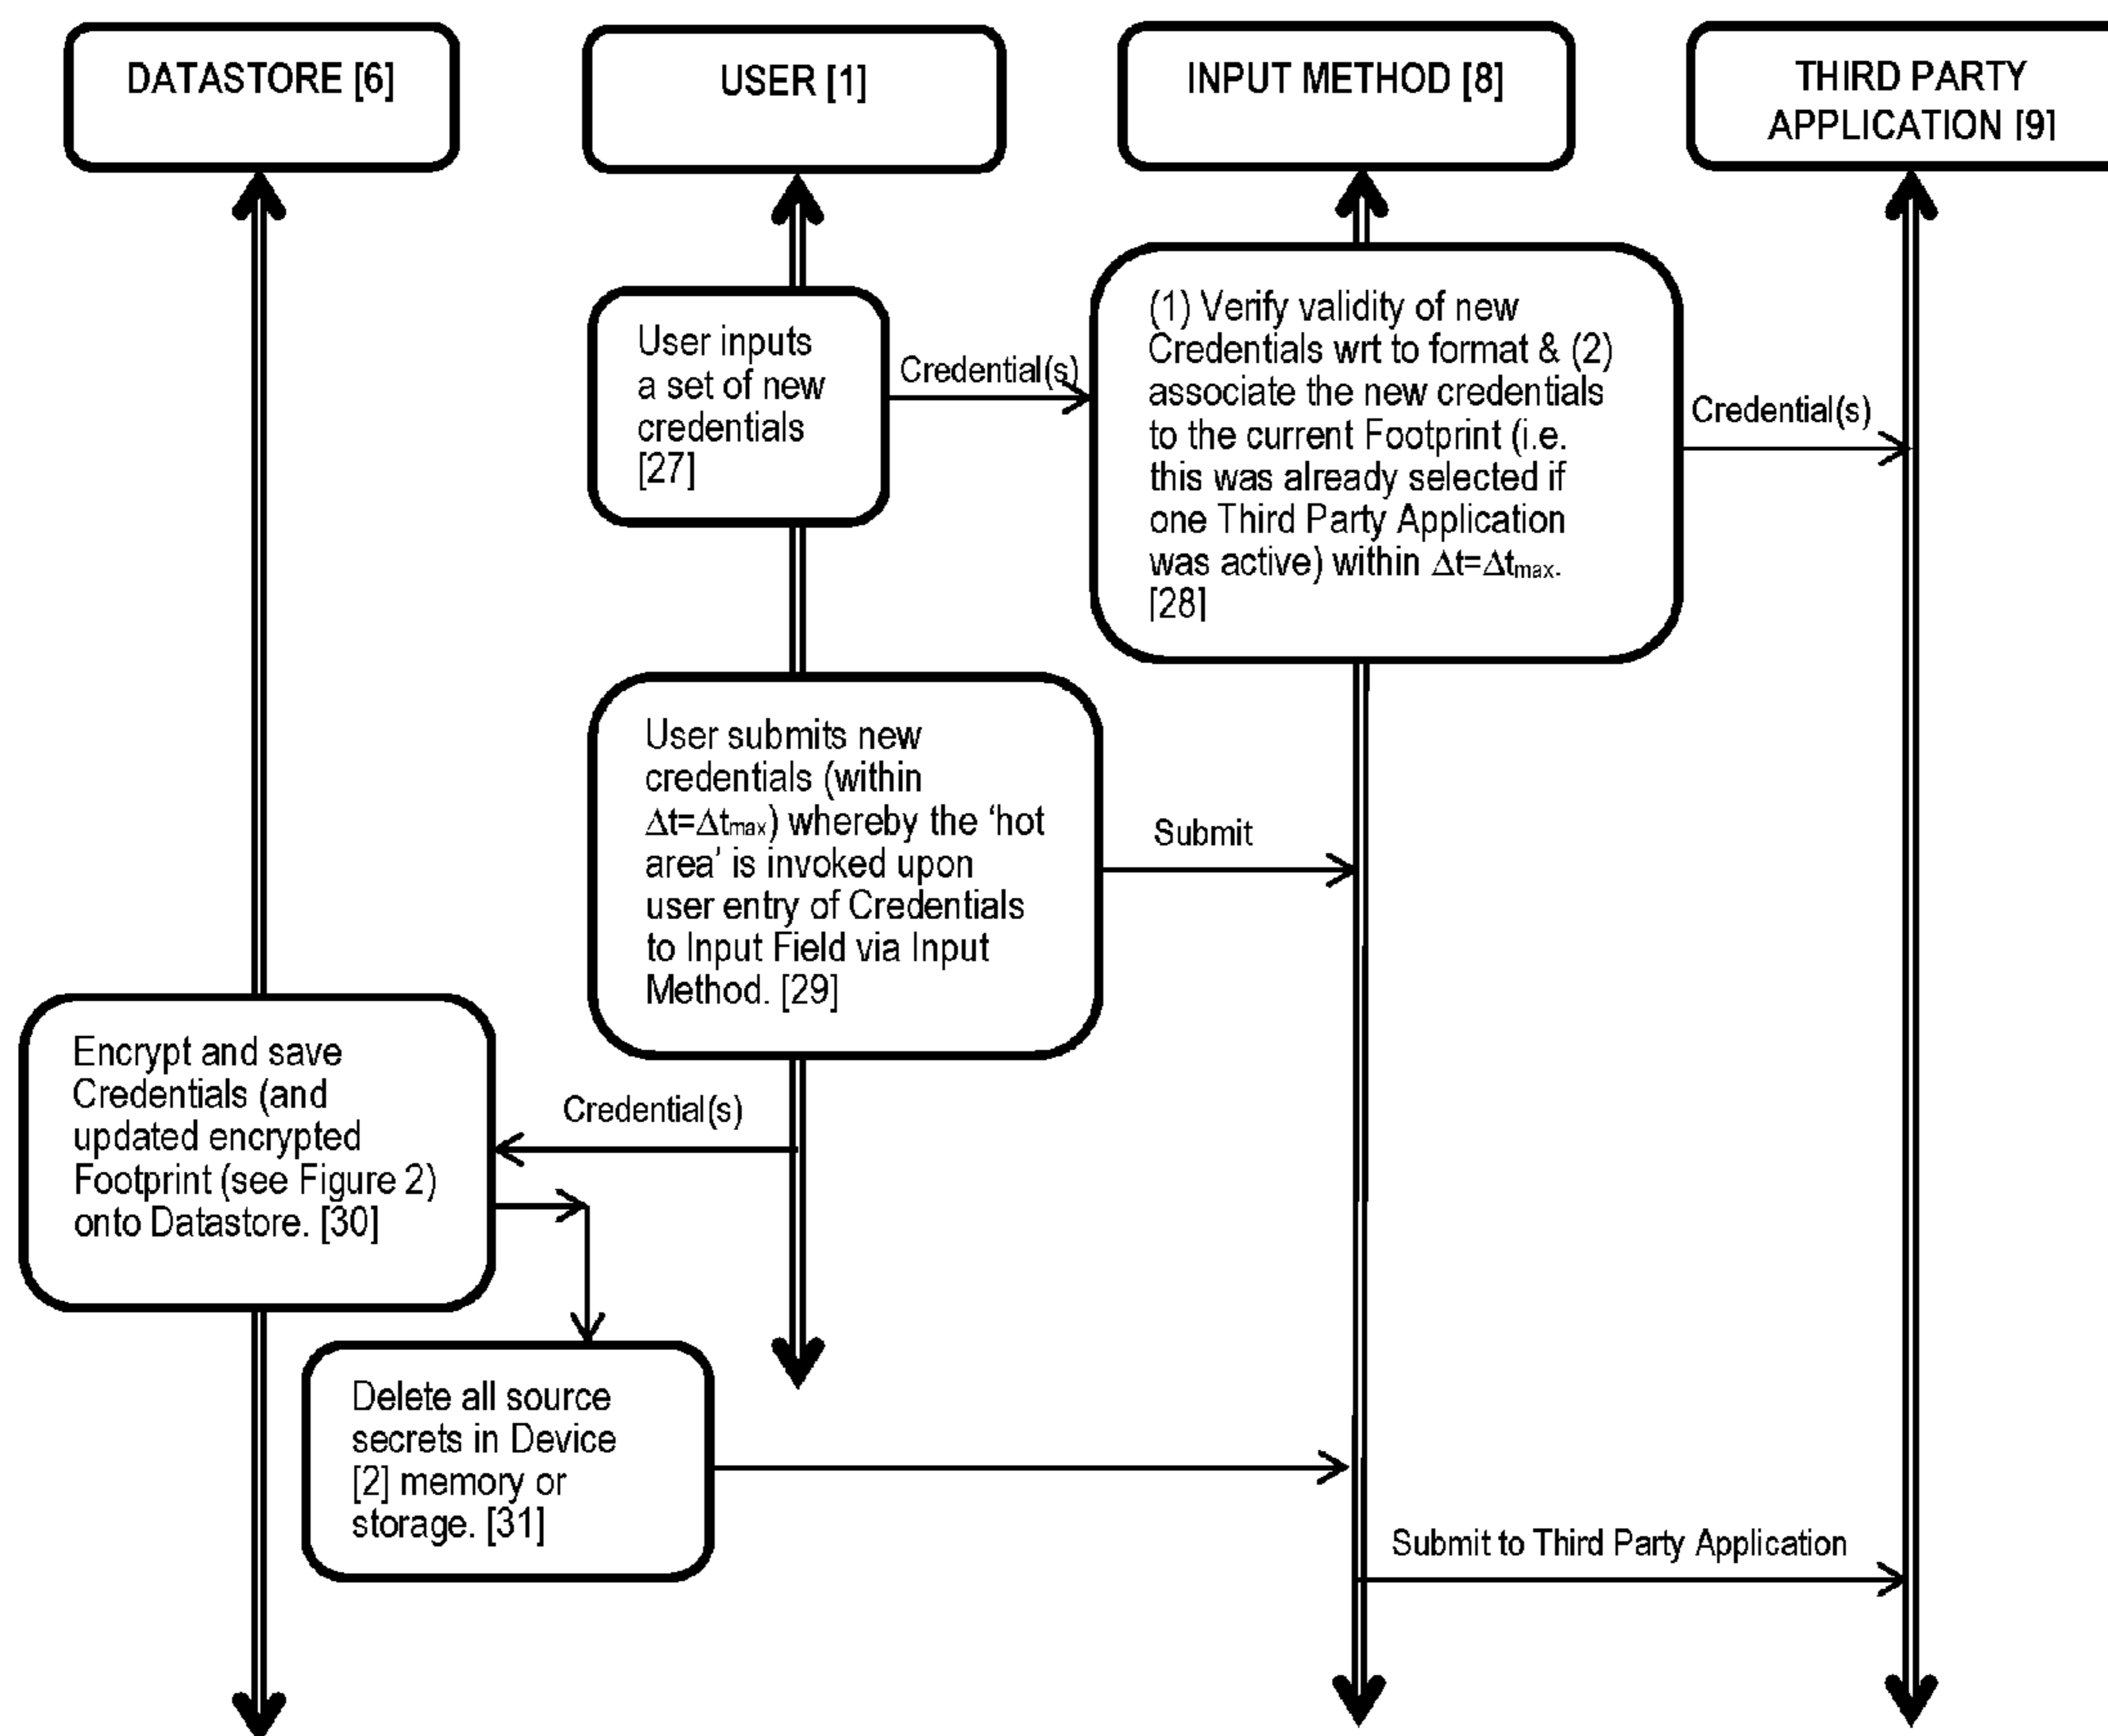 DATASTORE [6]
USER [1]
INPUT METHOD [8]
THIRD PARTY
APPLICATION [9]
User inputs
a set of new
credentials
[27]
Credential(s)
(1) Verify validity of new
Credentials wrt to format & (2)
associate the new credentials
to the current Footprint (i.e.
this was already selected if
one Third Party Application
was active) within Δt=Δtmax.
[28]
Credential(s)
User submits new
credentials (within
Δt=Δtmax) whereby the ‘hot
area’ is invoked upon
user entry of Credentials
to Input Field via Input
Method. [29]
Submit
Encrypt and save
Credentials (and
updated encrypted
Footprint (see Figure 2)
onto Datastore. [30]
Credential(s)
Delete all source
secrets in Device
[2] memory or
storage. [31]
Submit to Third Party Application